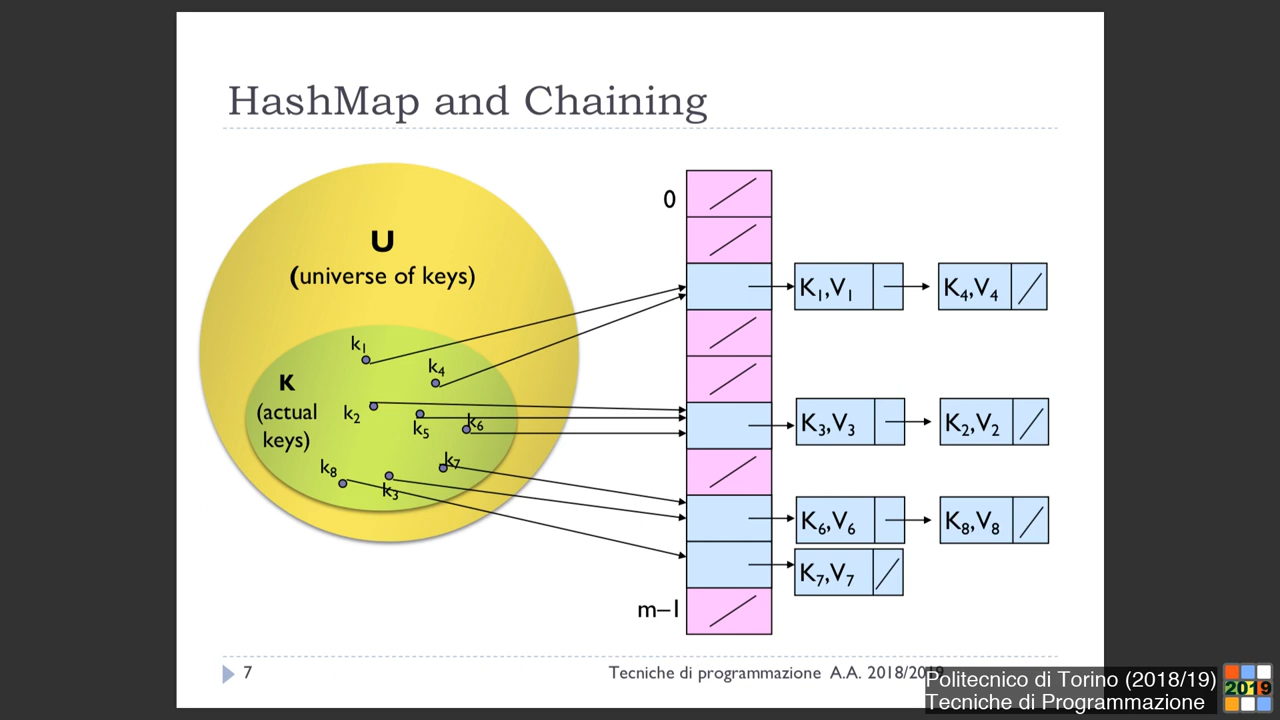 HashMap and Chaining
U
(universe of keys)
K
(actual
keys)
k1
k4
k2
k5
k6
k7
k8
k3
0
m–1
K1,V1
K4,V4
K3,V3
K2,V2
K6,V6
K8,V8
K7,V7
7
Tecniche di programmazione A.A. 2018/2019
Politecnico di Torino (2018/19)
Tecniche di Programmazione
2019